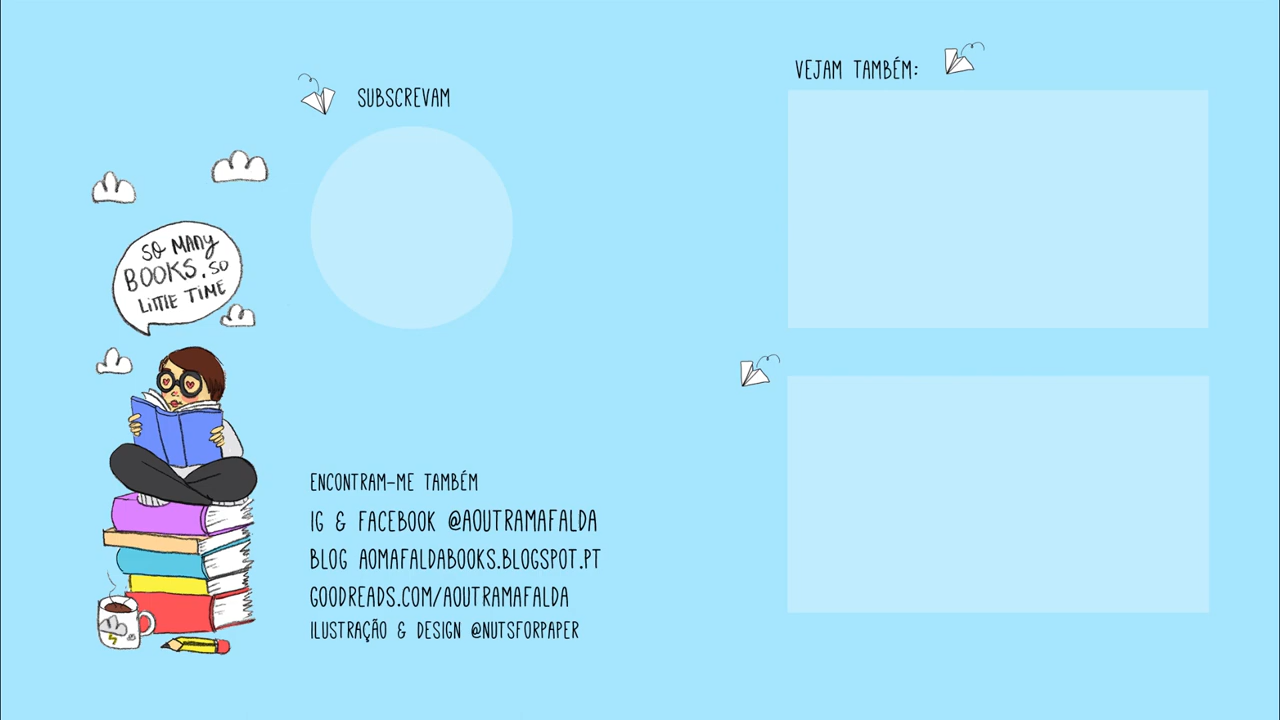 VEJAM TAMBÉM:
SUBSCREVAM
SO MANY
BOOKS, SO
LITTLE TIME
ENCONTRAM-ME TAMBÉM
IG & FACEBOOK @AOUTRAMAFALDA
BLOG AOMAFALDABOOKS.BLOGSPOT.PT
GOODREADS.COM/AOUTRAMAFALDA
ILUSTRAÇÃO & DESIGN @NUTSFORPAPER